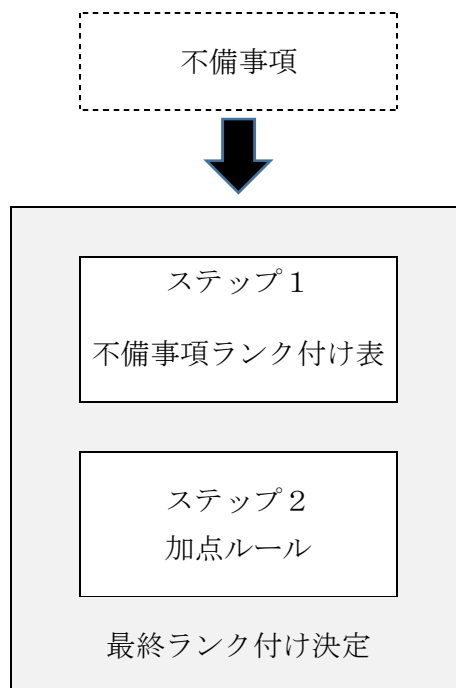 不備事項
ステップ１
不備事項ランク付け表
ステップ２
加点ルール
最終ランク付け決定